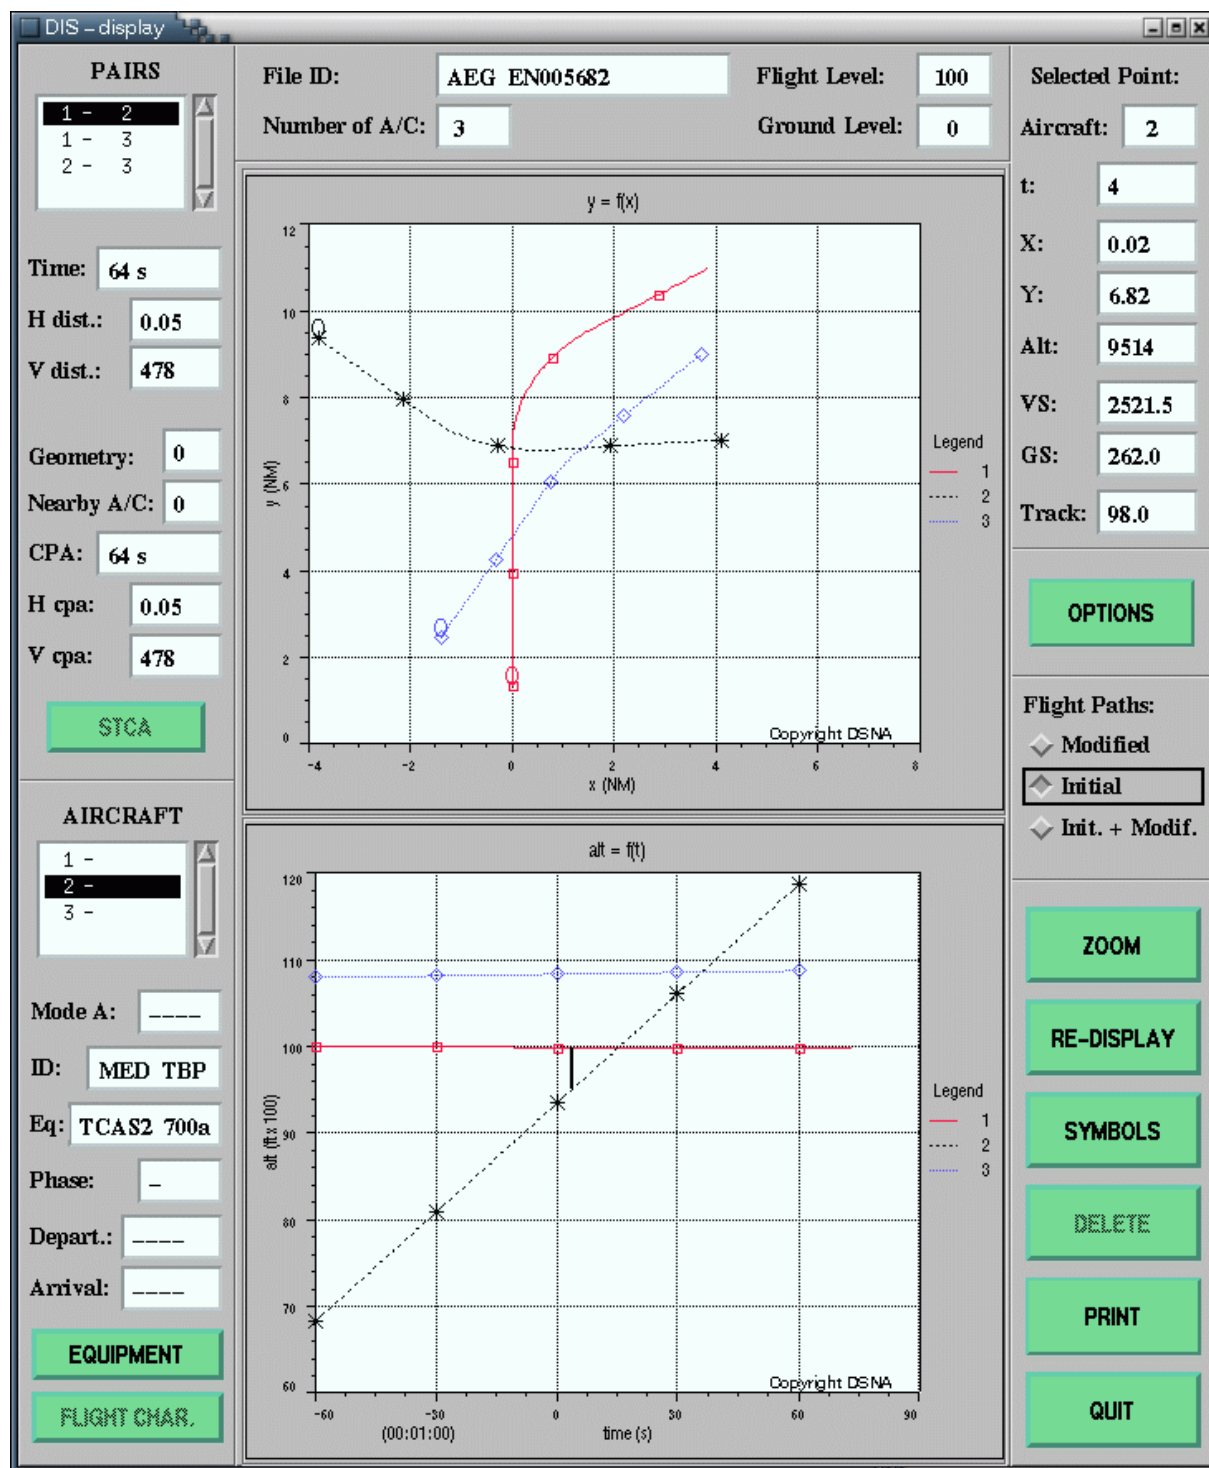 DIS – display
PAIRS
1 - 2
1 - 3
2 - 3
Time: 64 s
H dist.: 0.05
V dist.: 478
Geometry: 0
Nearby A/C: 0
CPA: 64 s
H cpa: 0.05
V cpa: 478
STCA
AIRCRAFT
1 -
2 -
3 -
Mode A: ----
ID: MED TBP
Eq: TCAS2 700a
Phase: -
Depart.: ----
Arrival: ----
EQUIPMENT
FLIGHT CHAR.
File ID: AEG EN005682 Flight Level: 100
Number of A/C: 3 Ground Level: 0
y = f(x)
12
10
8
6
4
2
0
y (NM)
-4 -2 0 2 4 6 8
x (NM)
Copyright DSNA
Legend
1
2
3
alt = f(t)
120
110
100
90
80
70
60
alt (ft x 100)
-60 -30 0 30 60 90
(00:01:00) time (s)
Copyright DSNA
Legend
1
2
3
Selected Point:
Aircraft: 2
t: 4
X: 0.02
Y: 6.82
Alt: 9514
VS: 2521.5
GS: 262.0
Track: 98.0
OPTIONS
Flight Paths:
Modified
Initial
Init. + Modif.
ZOOM
RE-DISPLAY
SYMBOLS
DELETE
PRINT
QUIT